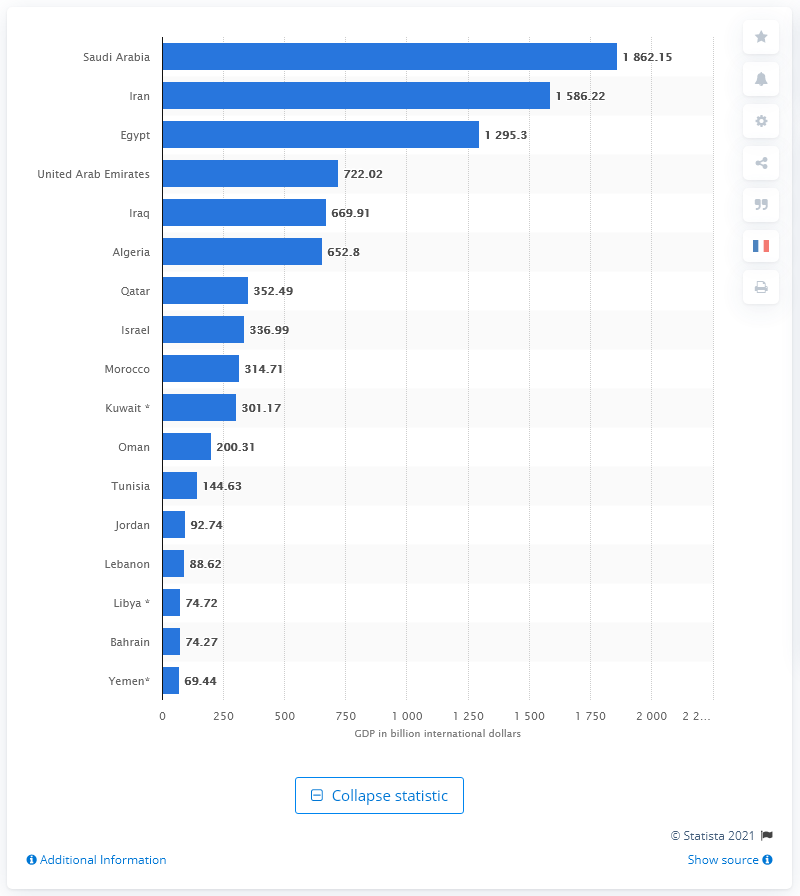 Saudi Arabia 1 862.15
Iran 1 586.22
Egypt 1 295.3
United Arab Emirates 722.02
Iraq 669.91
Algeria 652.8
Qatar 352.49
Israel 336.99
Morocco 314.71
Kuwait * 301.17
Oman 200.31
Tunisia 144.63
Jordan 92.74
Lebanon 88.62
Libya * 74.72
Bahrain 74.27
Yemen* 69.44
0 250 500 750 1 000 1 250 1 500 1 750 2 000 2 2...
GDP in billion international dollars
Collapse statistic
© Statista 2021
Additional Information
Show source